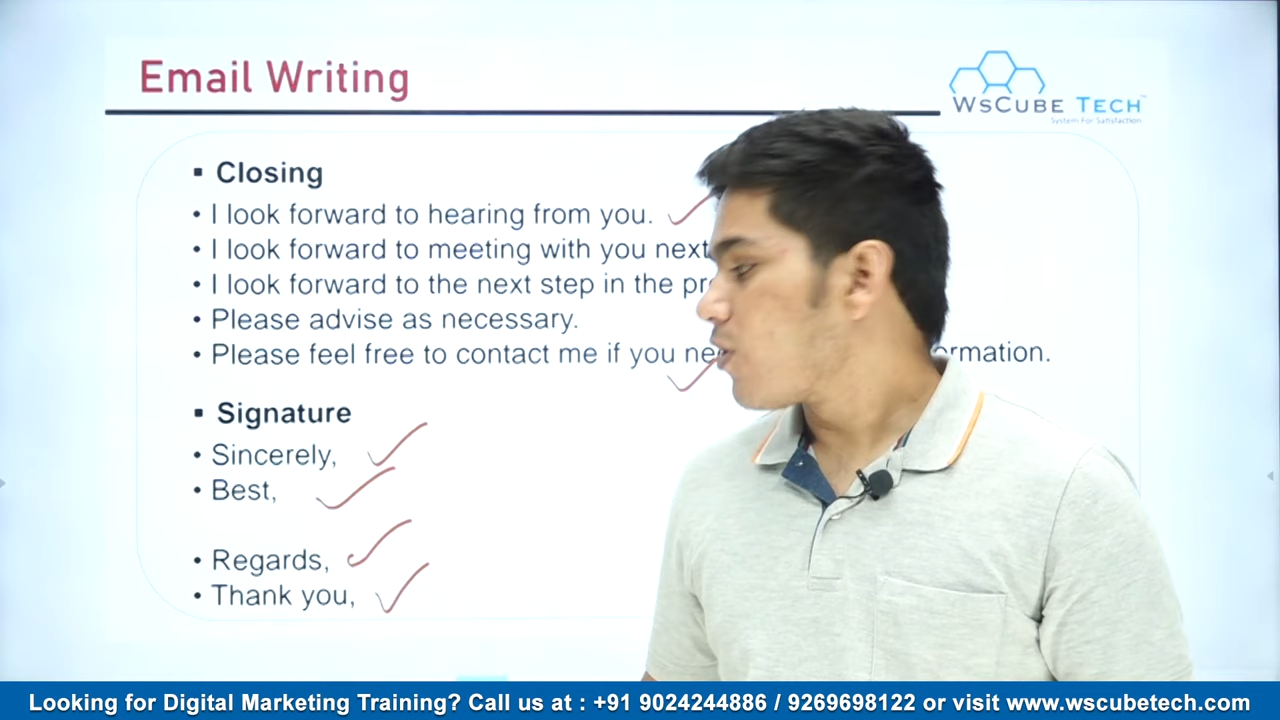 Email Writing
WSCUBE TECH
System For Satisfaction
▪ Closing
• I look forward to hearing from you.
• I look forward to meeting with you next
• I look forward to the next step in the
• Please advise as necessary.
• Please feel free to contact me if you
▪ Signature
• Sincerely,
• Best,
• Regards,
• Thank you,
Looking for Digital Marketing Training? Call us at : +91 9024244886 / 9269698122 or visit www.wscubetech.com